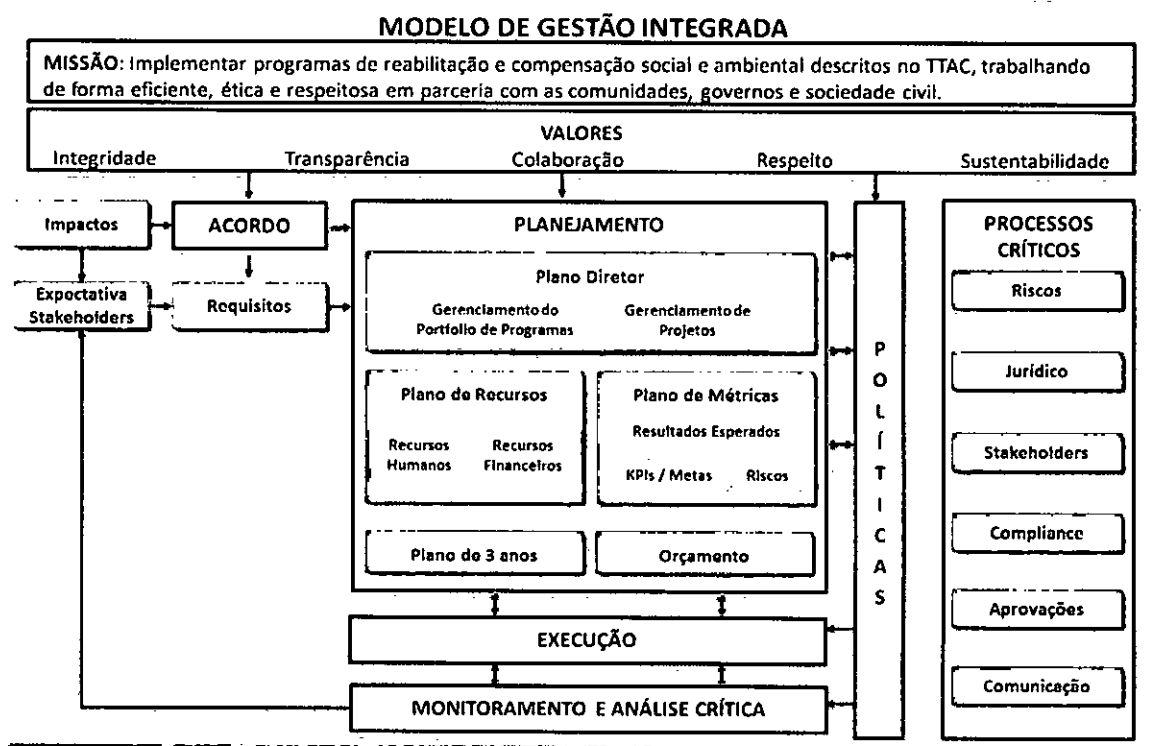 MODELO DE GESTÃO INTEGRADA
MISSÃO: Implementar programas de reabilitação e compensação social e ambiental descritos no TTAC, trabalhando
de forma eficiente, ética e respeitosa em parceria com as comunidades, governos e sociedade civil.
VALORES
Integridade Transparência Colaboração Respeito Sustentabilidade
Impactos
ACORDO
Expectativa
Stakeholders
Requisitos
PLANEJAMENTO
Plano Diretor
Gerenciamento do
Portfolio de Programas
Gerenciamento de
Projetos
Plano de Recursos
Recursos
Humanos
Recursos
Financeiros
Plano de Métricas
Resultados Esperados
KPIs / Metas Riscos
Plano de 3 anos
Orçamento
EXECUÇÃO
MONITORAMENTO E ANÁLISE CRÍTICA
POLÍTICAS
PROCESSOS
CRÍTICOS
Riscos
Jurídico
Stakeholders
Compliance
Aprovações
Comunicação